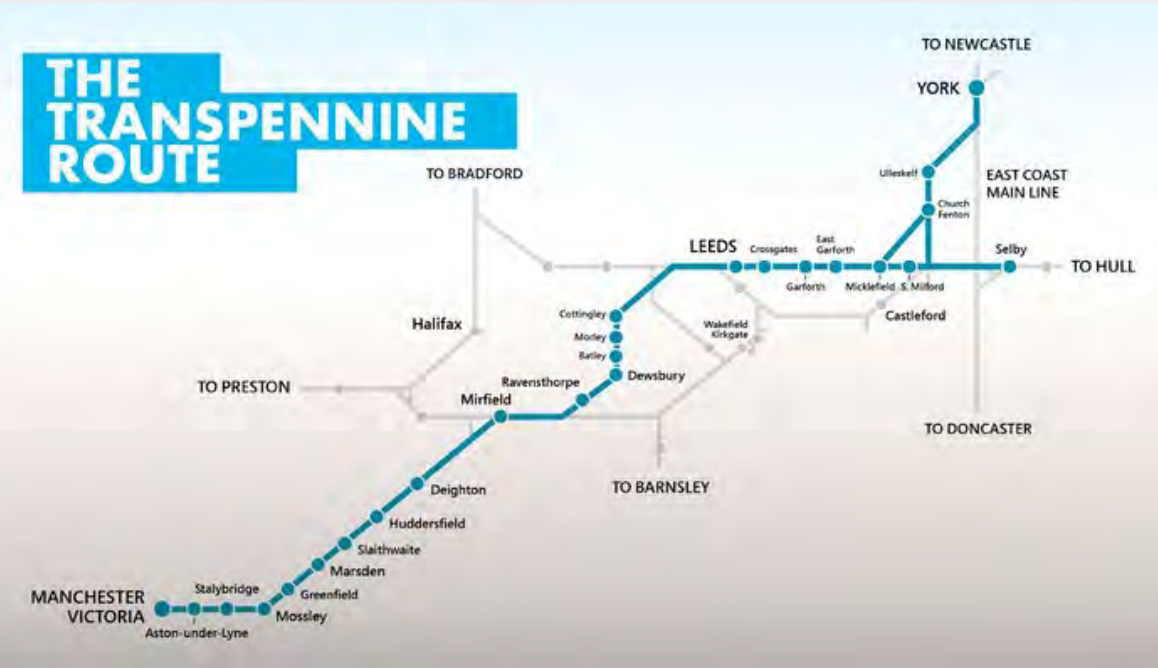 THE
TRANSPENNINE
ROUTE
TO NEWCASTLE
YORK
TO BRADFORD
Ulleskelf
EAST COAST
MAIN LINE
Church
Fenton
LEEDS
Crossgates
East
Garforth
Selby
TO HULL
Garforth
Micklefield
S. Milford
Cottingley
Castleford
Halifax
Wakefield
Kirkgate
Morley
Batley
Dewsbury
TO PRESTON
Ravensthorpe
Mirfield
TO DONCASTER
TO BARNSLEY
Deighton
Huddersfield
Slaithwaite
Marsden
Stalybridge
Greenfield
MANCHESTER
VICTORIA
Mossley
Aston-under-Lyne